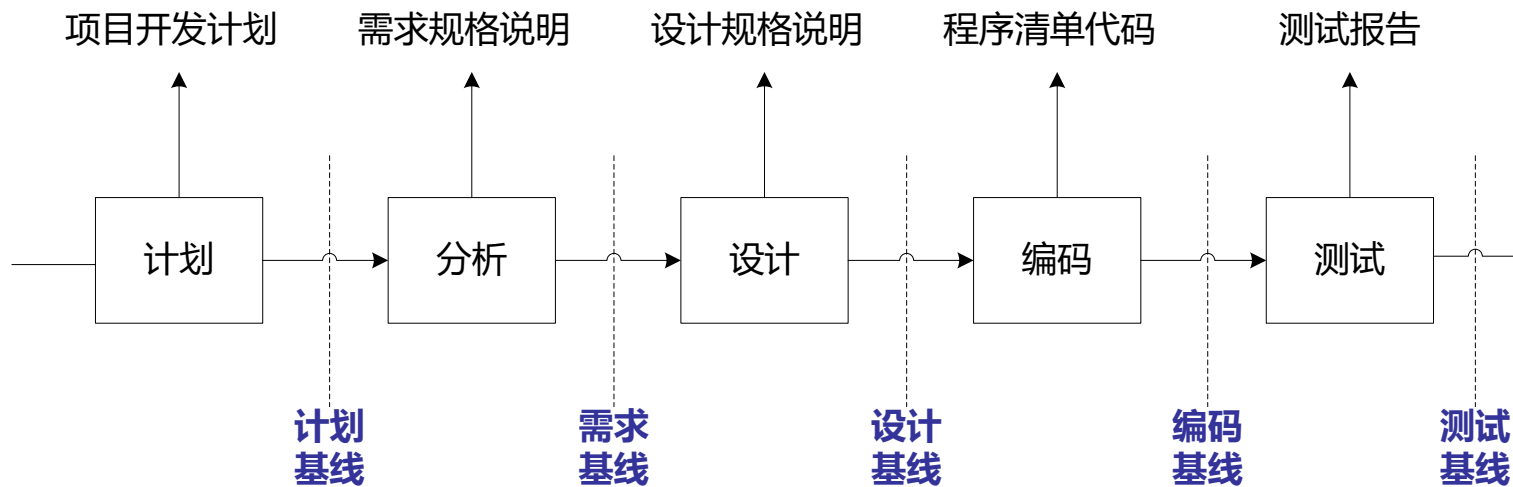 项目开发计划
需求规格说明
设计规格说明
程序清单代码
测试报告
计划
分析
设计
编码
测试
计划
基线
需求
基线
设计
基线
编码
基线
测试
基线